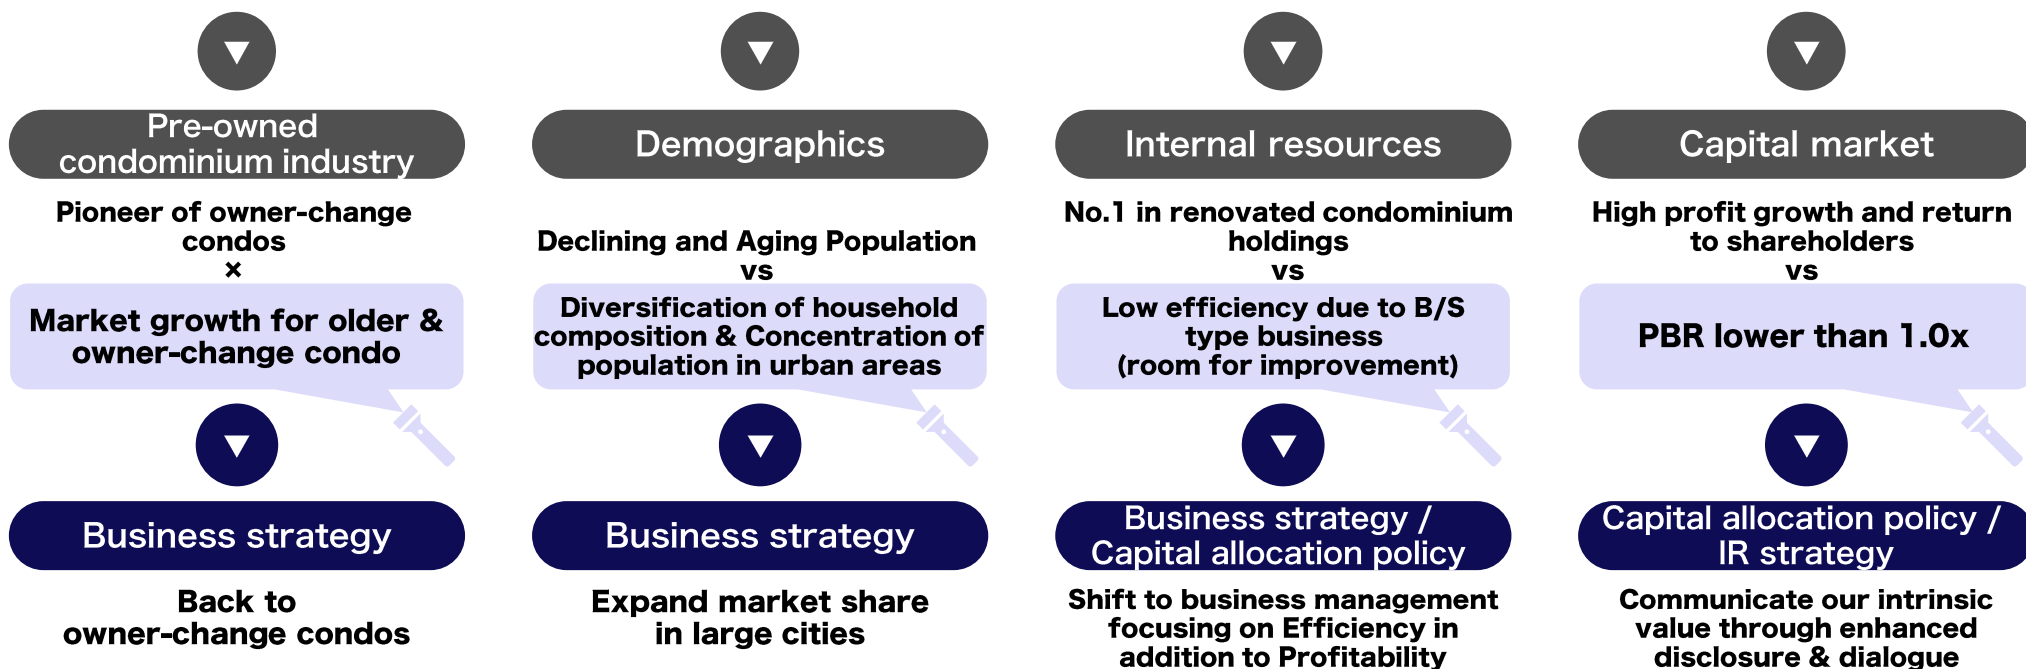 Pre-owned
condominium industry
Pioneer of owner-change
condos
×
Market growth for older &
owner-change condo
Business strategy
Back to
owner-change condos
Demographics
Declining and Aging Population
vs
Diversification of household
composition & Concentration of
population in urban areas
Business strategy
Expand market share
in large cities
Internal resources
No.1 in renovated condominium
holdings
vs
Low efficiency due to B/S
type business
(room for improvement)
Business strategy /
Capital allocation policy
Shift to business management
focusing on Efficiency in
addition to Profitability
Capital market
High profit growth and return
to shareholders
vs
PBR lower than 1.0x
Capital allocation policy /
IR strategy
Communicate our intrinsic
value through enhanced
disclosure & dialogue